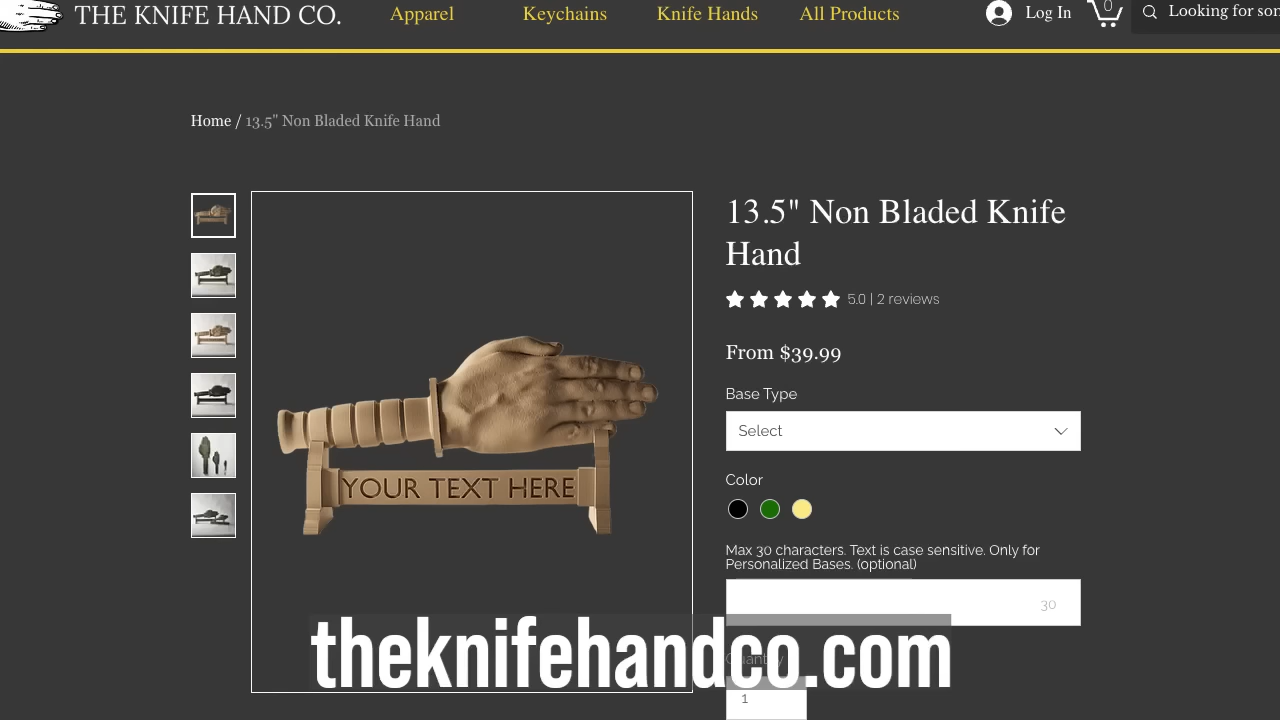 THE KNIFE HAND CO.
Apparel
Keychains
Knife Hands
All Products
Log In
0
Looking for
Home / 13.5" Non Bladed Knife Hand
13.5" Non Bladed Knife
Hand
5.0 | 2 reviews
From $39.99
Base Type
Select
Color
Max 30 characters. Text is case sensitive. Only for
Personalized Bases. (optional)
30
YOUR TEXT HERE
theknifehandco.com
Quantity
1